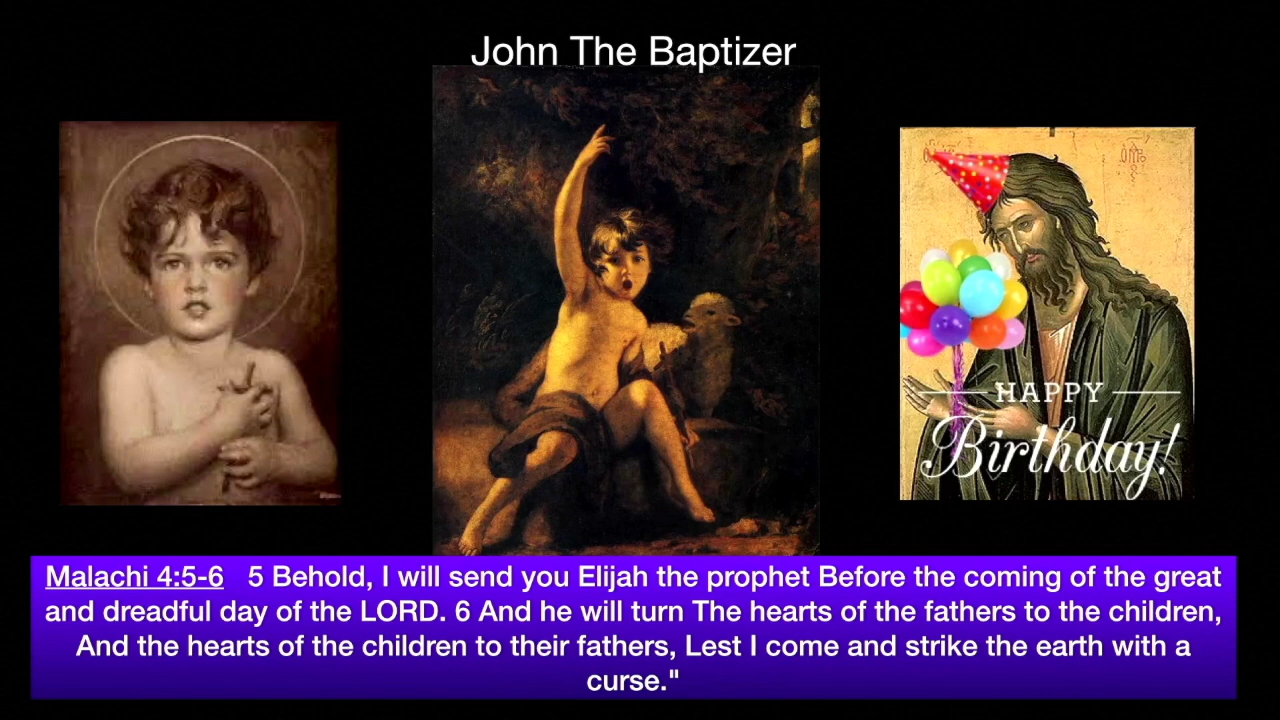 John The Baptizer
HAPPY
Birthday!
Malachi 4:5-6   5 Behold, I will send you Elijah the prophet Before the coming of the great
and dreadful day of the LORD. 6 And he will turn The hearts of the fathers to the children,
And the hearts of the children to their fathers, Lest I come and strike the earth with a
curse."